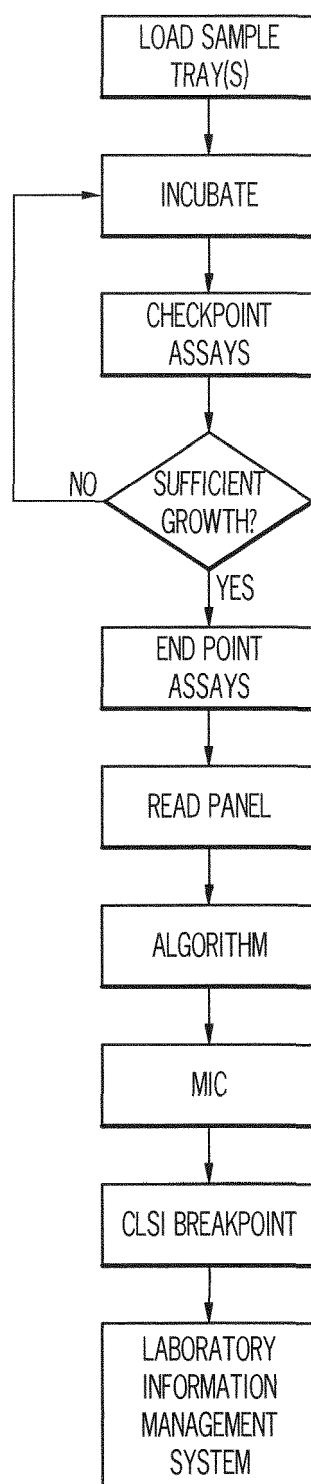 LOAD SAMPLE
TRAY(S)
INCUBATE
CHECKPOINT
ASSAYS
SUFFICIENT
GROWTH?
NO
YES
END POINT
ASSAYS
READ PANEL
ALGORITHM
MIC
CLSI BREAKPOINT
LABORATORY
INFORMATION
MANAGEMENT
SYSTEM